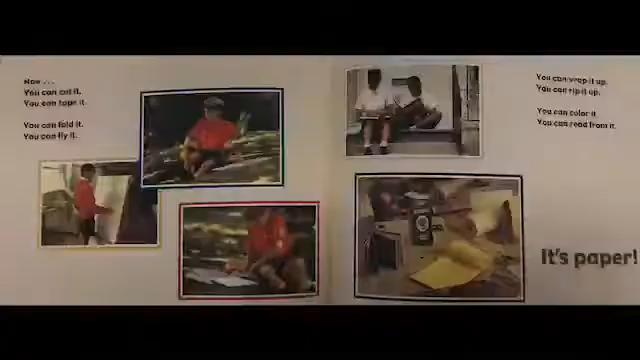 Now . . .
You can cut it.
You can tape it.
You can fold it.
You can fly it.
You can wrap it up.
You can rip it up.
You can color it.
You can read from it.
It's paper!